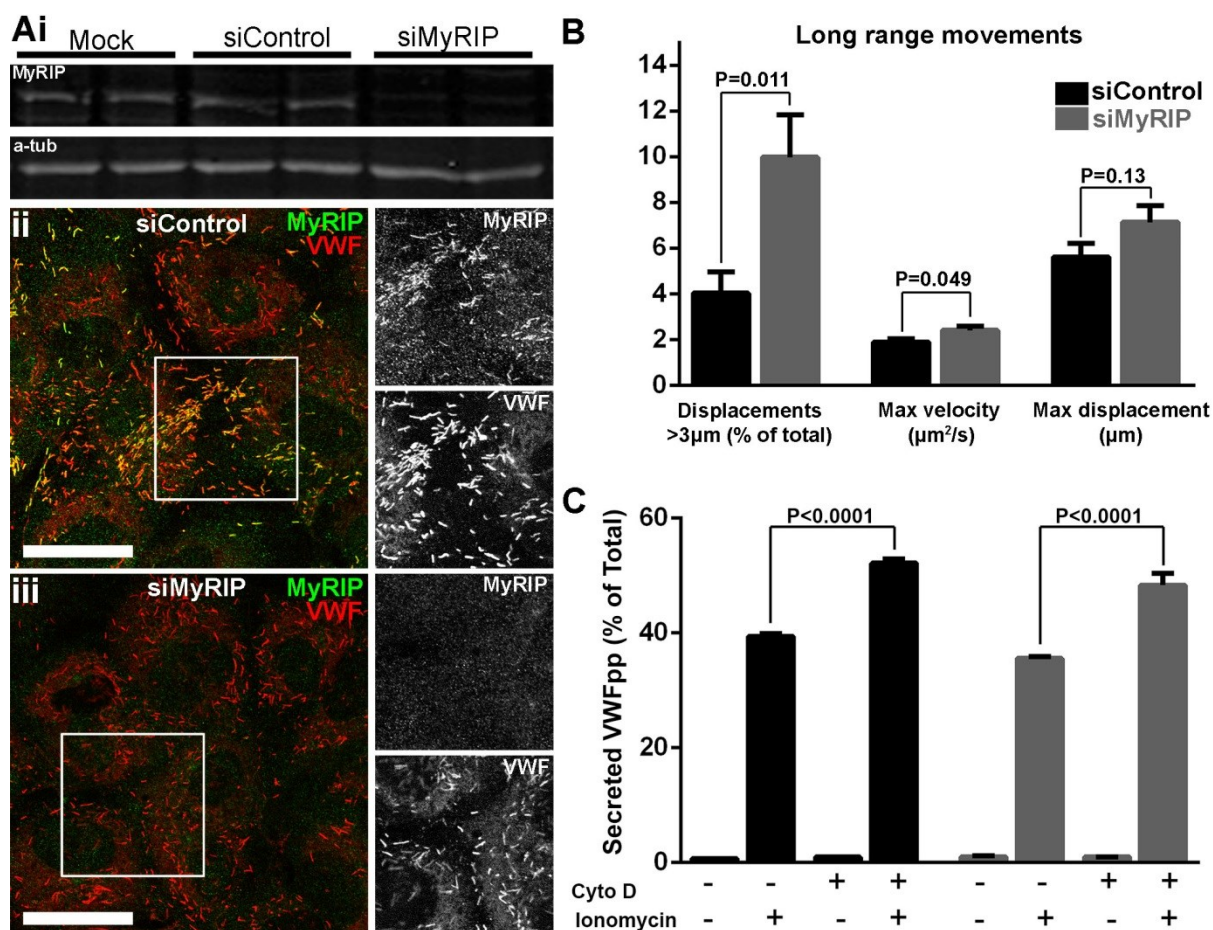 Ai
Mock siControl siMyRIP
MyRIP
a-tub
ii
siControl MyRIP
VWF
MyRIP
VWF
iii
siMyRIP MyRIP
VWF
MyRIP
VWF
B
Long range movements
siControl
siMyRIP
P=0.011
P=0.049
P=0.13
14
12
10
8
6
4
2
0
Displacements
>3µm (% of total)
Max velocity
(µm²/s)
Max displacement
(µm)
C
P<0.0001 P<0.0001
Secreted VWFpp (% of Total)
60
40
20
0
Cyto D - - + + - - + +
Ionomycin - + - + - + - +